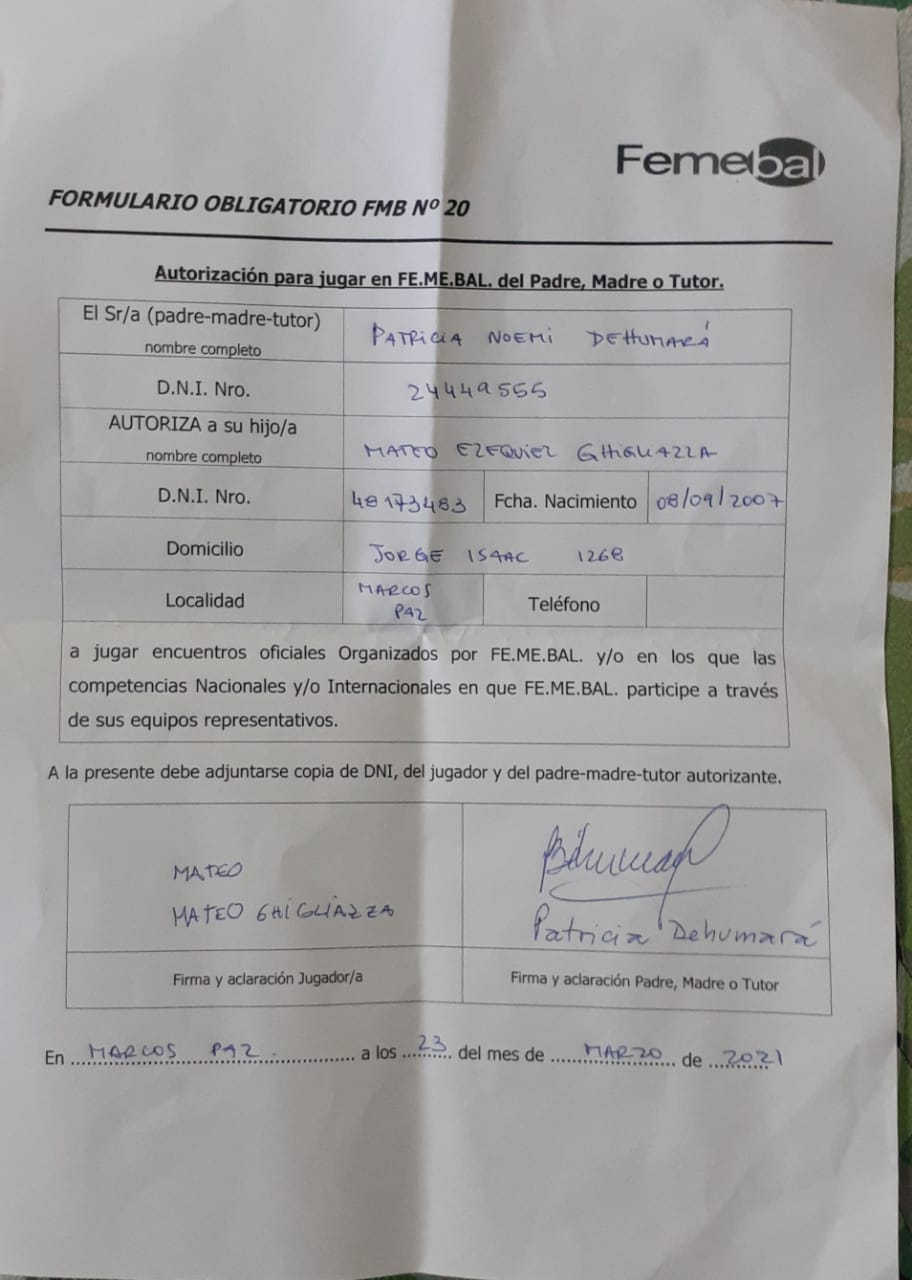 Femebal
FORMULARIO OBLIGATORIO FMB Nº 20
Autorización para jugar en FE.ME.BAL. del Padre, Madre o Tutor.
El Sr/a (padre-madre-tutor)
nombre completo
PATRICIA NOEMI DEHUMARÁ
D.N.I. Nro.
24449555
AUTORIZA a su hijo/a
nombre completo
MATEO EZEQUIEL GHIGLIAZZA
D.N.I. Nro.
48173483
Fcha. Nacimiento
08/09/2007
Domicilio
JORGE ISAAC 1268
Localidad
MARCOS
PAZ
Teléfono
a jugar encuentros oficiales Organizados por FE.ME.BAL. y/o en los que las
competencias Nacionales y/o Internacionales en que FE.ME.BAL. participe a través
de sus equipos representativos.
A la presente debe adjuntarse copia de DNI, del jugador y del padre-madre-tutor autorizante.
MATEO
MATEO GHIGLIAZZA
Patricia Dehumará
Firma y aclaración Jugador/a
Firma y aclaración Padre, Madre o Tutor
En MARCOS PAZ a los 23 del mes de MARZO de 2021